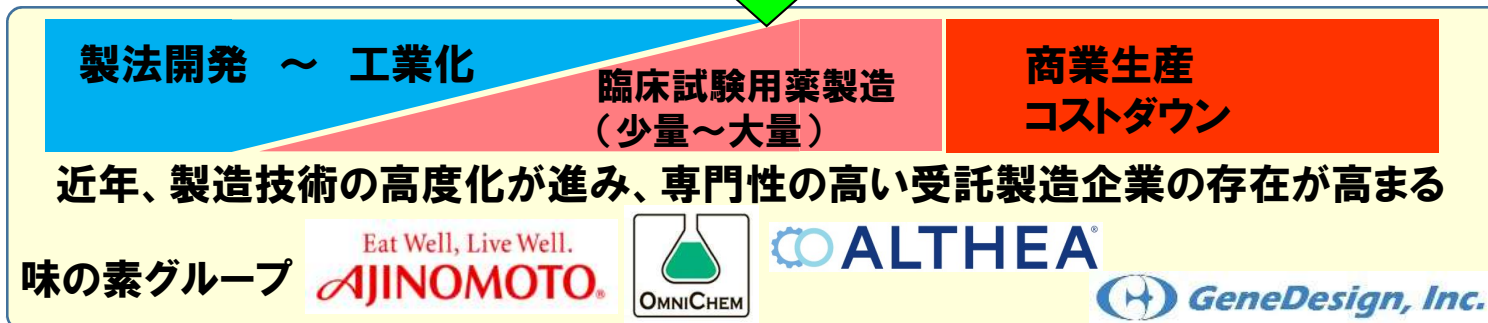 製法開発 ～ 工業化
臨床試験用薬製造
（少量～大量）
商業生産
コストダウン
近年、製造技術の高度化が進み、専門性の高い受託製造企業の存在が高まる
味の素グループ
Eat Well, Live Well.
AJINOMOTO®
OMNICHEM
ALTHEA®
GeneDesign, Inc.